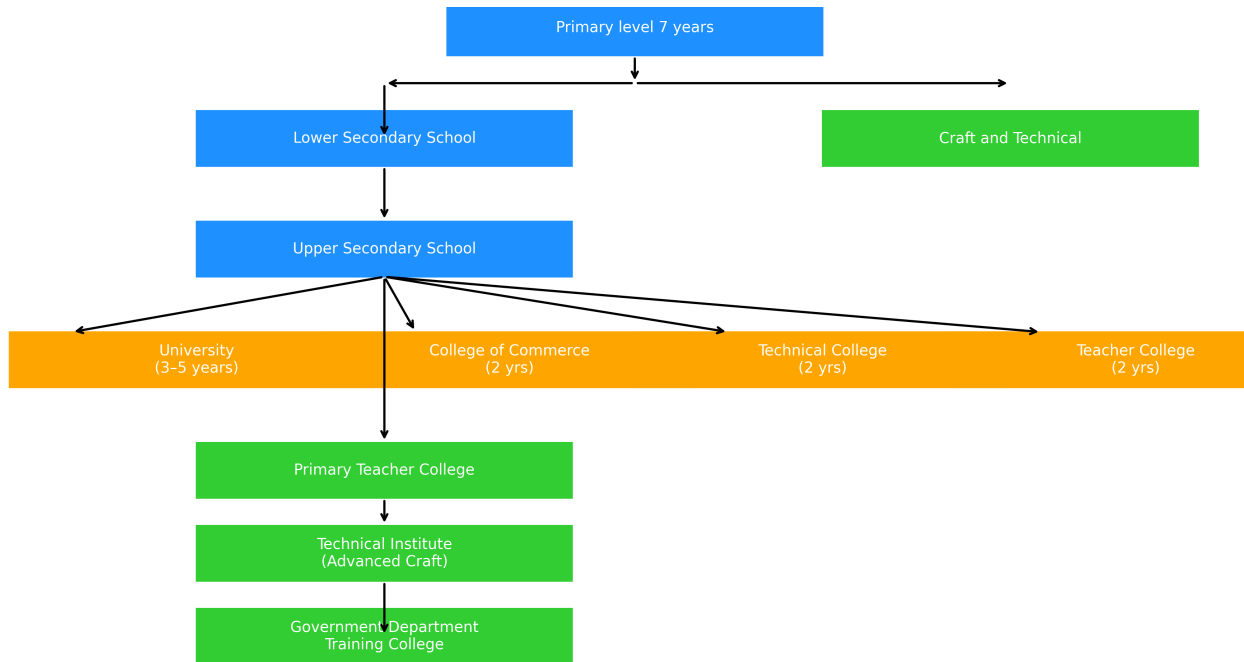 Primary level 7 years
Lower Secondary School
Craft and Technical
Upper Secondary School
University
(3–5 years)
College of Commerce
(2 yrs)
Technical College
(2 yrs)
Teacher College
(2 yrs)
Primary Teacher College
Technical Institute
(Advanced Craft)
Government Department
Training College